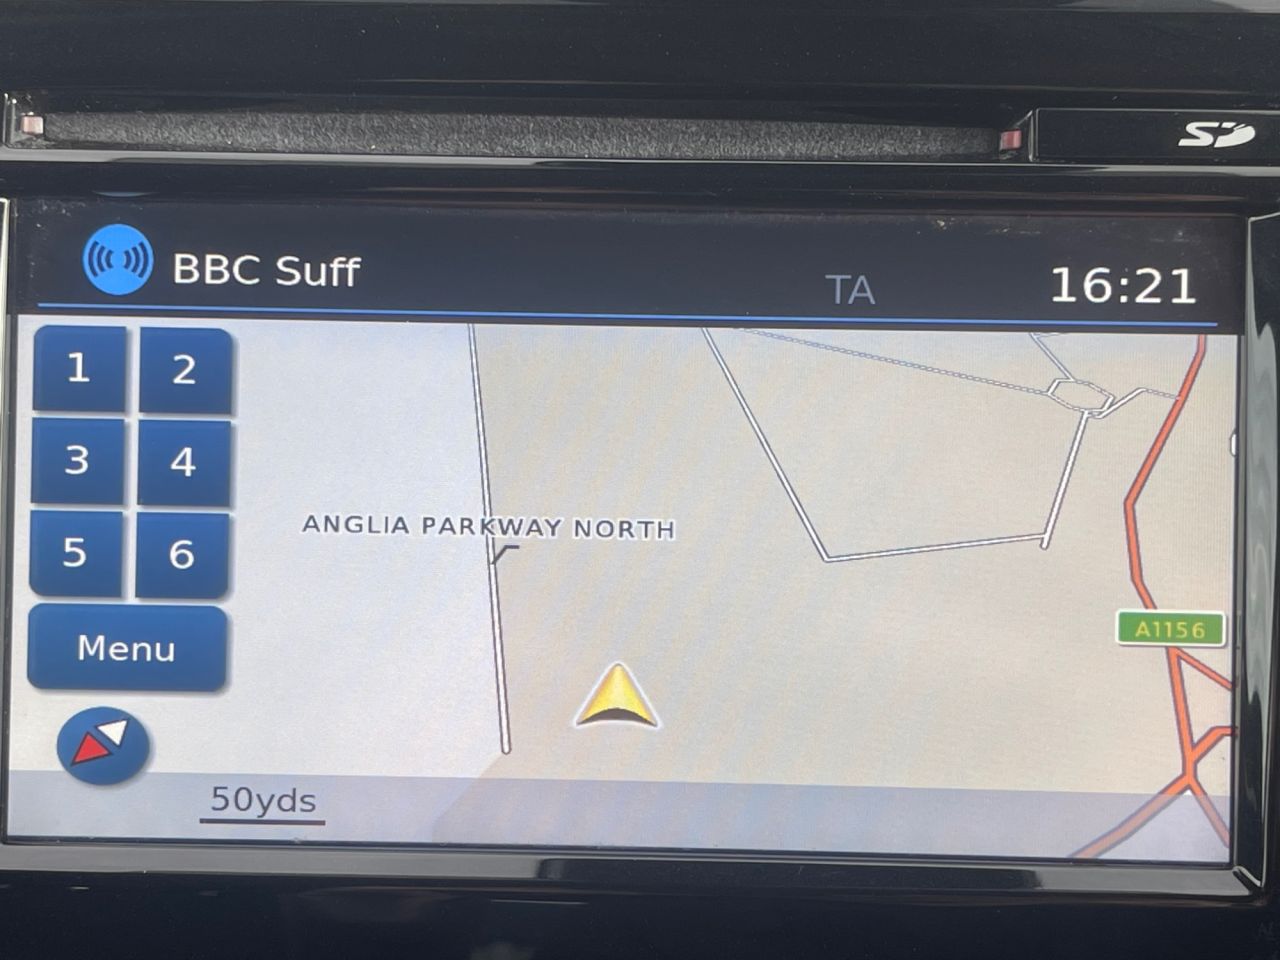 SD
BBC Suff
TA
16:21
1
2
3
4
5
6
Menu
ANGLIA PARKWAY NORTH
A1156
50yds